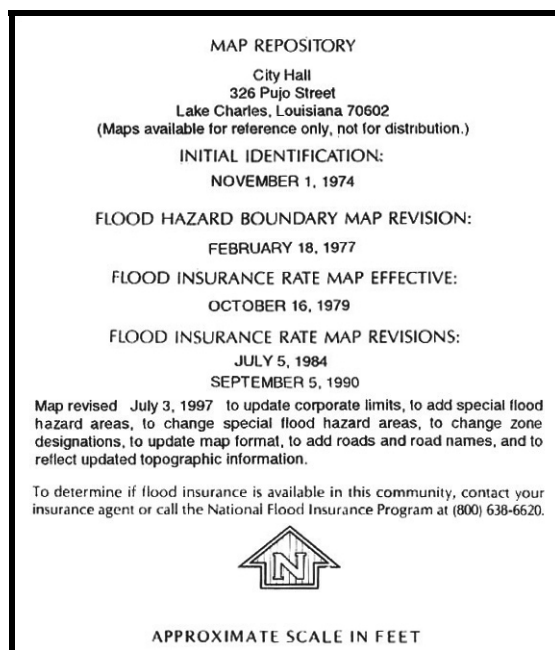 MAP REPOSITORY
City Hall
326 Pujo Street
Lake Charles, Louisiana 70602
(Maps available for reference only, not for distribution.)
INITIAL IDENTIFICATION:
NOVEMBER 1, 1974
FLOOD HAZARD BOUNDARY MAP REVISION:
FEBRUARY 18, 1977
FLOOD INSURANCE RATE MAP EFFECTIVE:
OCTOBER 16, 1979
FLOOD INSURANCE RATE MAP REVISIONS:
JULY 5, 1984
SEPTEMBER 5, 1990
Map revised July 3, 1997 to update corporate limits, to add special flood
hazard areas, to change special flood hazard areas, to change zone
designations, to update map format, to add roads and road names, and to
reflect updated topographic information.
To determine if flood insurance is available in this community, contact your
insurance agent or call the National Flood Insurance Program at (800) 638-6620.
N
APPROXIMATE SCALE IN FEET